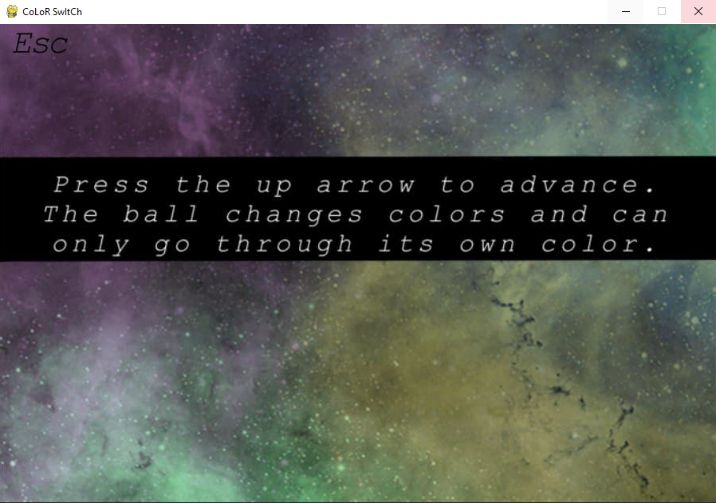 CoLoR SwItCh
Esc
Press the up arrow to advance.
The ball changes colors and can
only go through its own color.